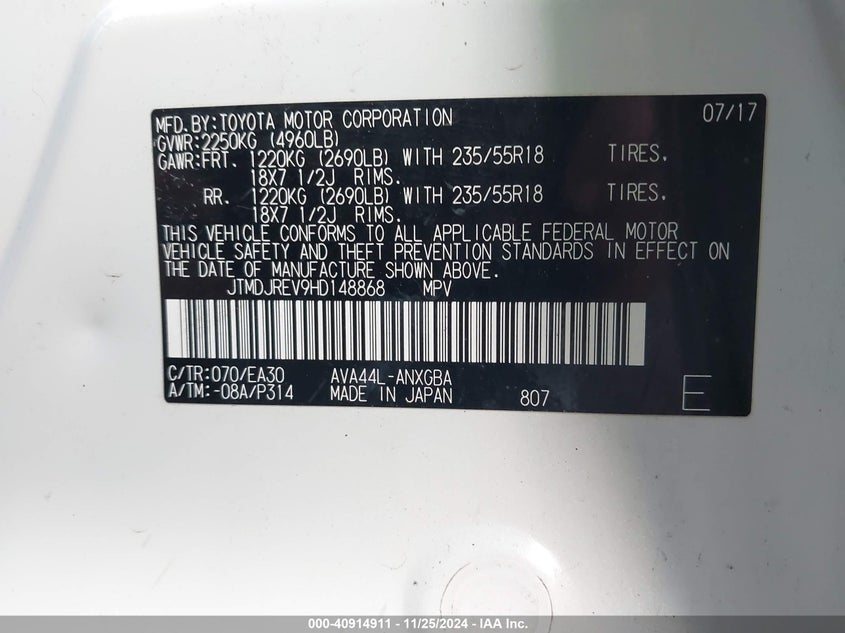 MFD.BY:TOYOTA MOTOR CORPORATION 07/17
GVWR:2250KG (4960LB)
GAWR:FRT. 1220KG (2690LB) WITH 235/55R18 TIRES.
18X7 1/2J RIMS.
RR. 1220KG (2690LB) WITH 235/55R18 TIRES.
18X7 1/2J RIMS.
THIS VEHICLE CONFORMS TO ALL APPLICABLE FEDERAL MOTOR
VEHICLE SAFETY AND THEFT PREVENTION STANDARDS IN EFFECT ON
THE DATE OF MANUFACTURE SHOWN ABOVE.
JTMDJREV9HD148868 MPV
C/TR:070/EA30 AVA44L-ANXGBA
A/TM:-08A/P314 MADE IN JAPAN 807 E
000-40914911 - 11/25/2024 - IAA Inc.